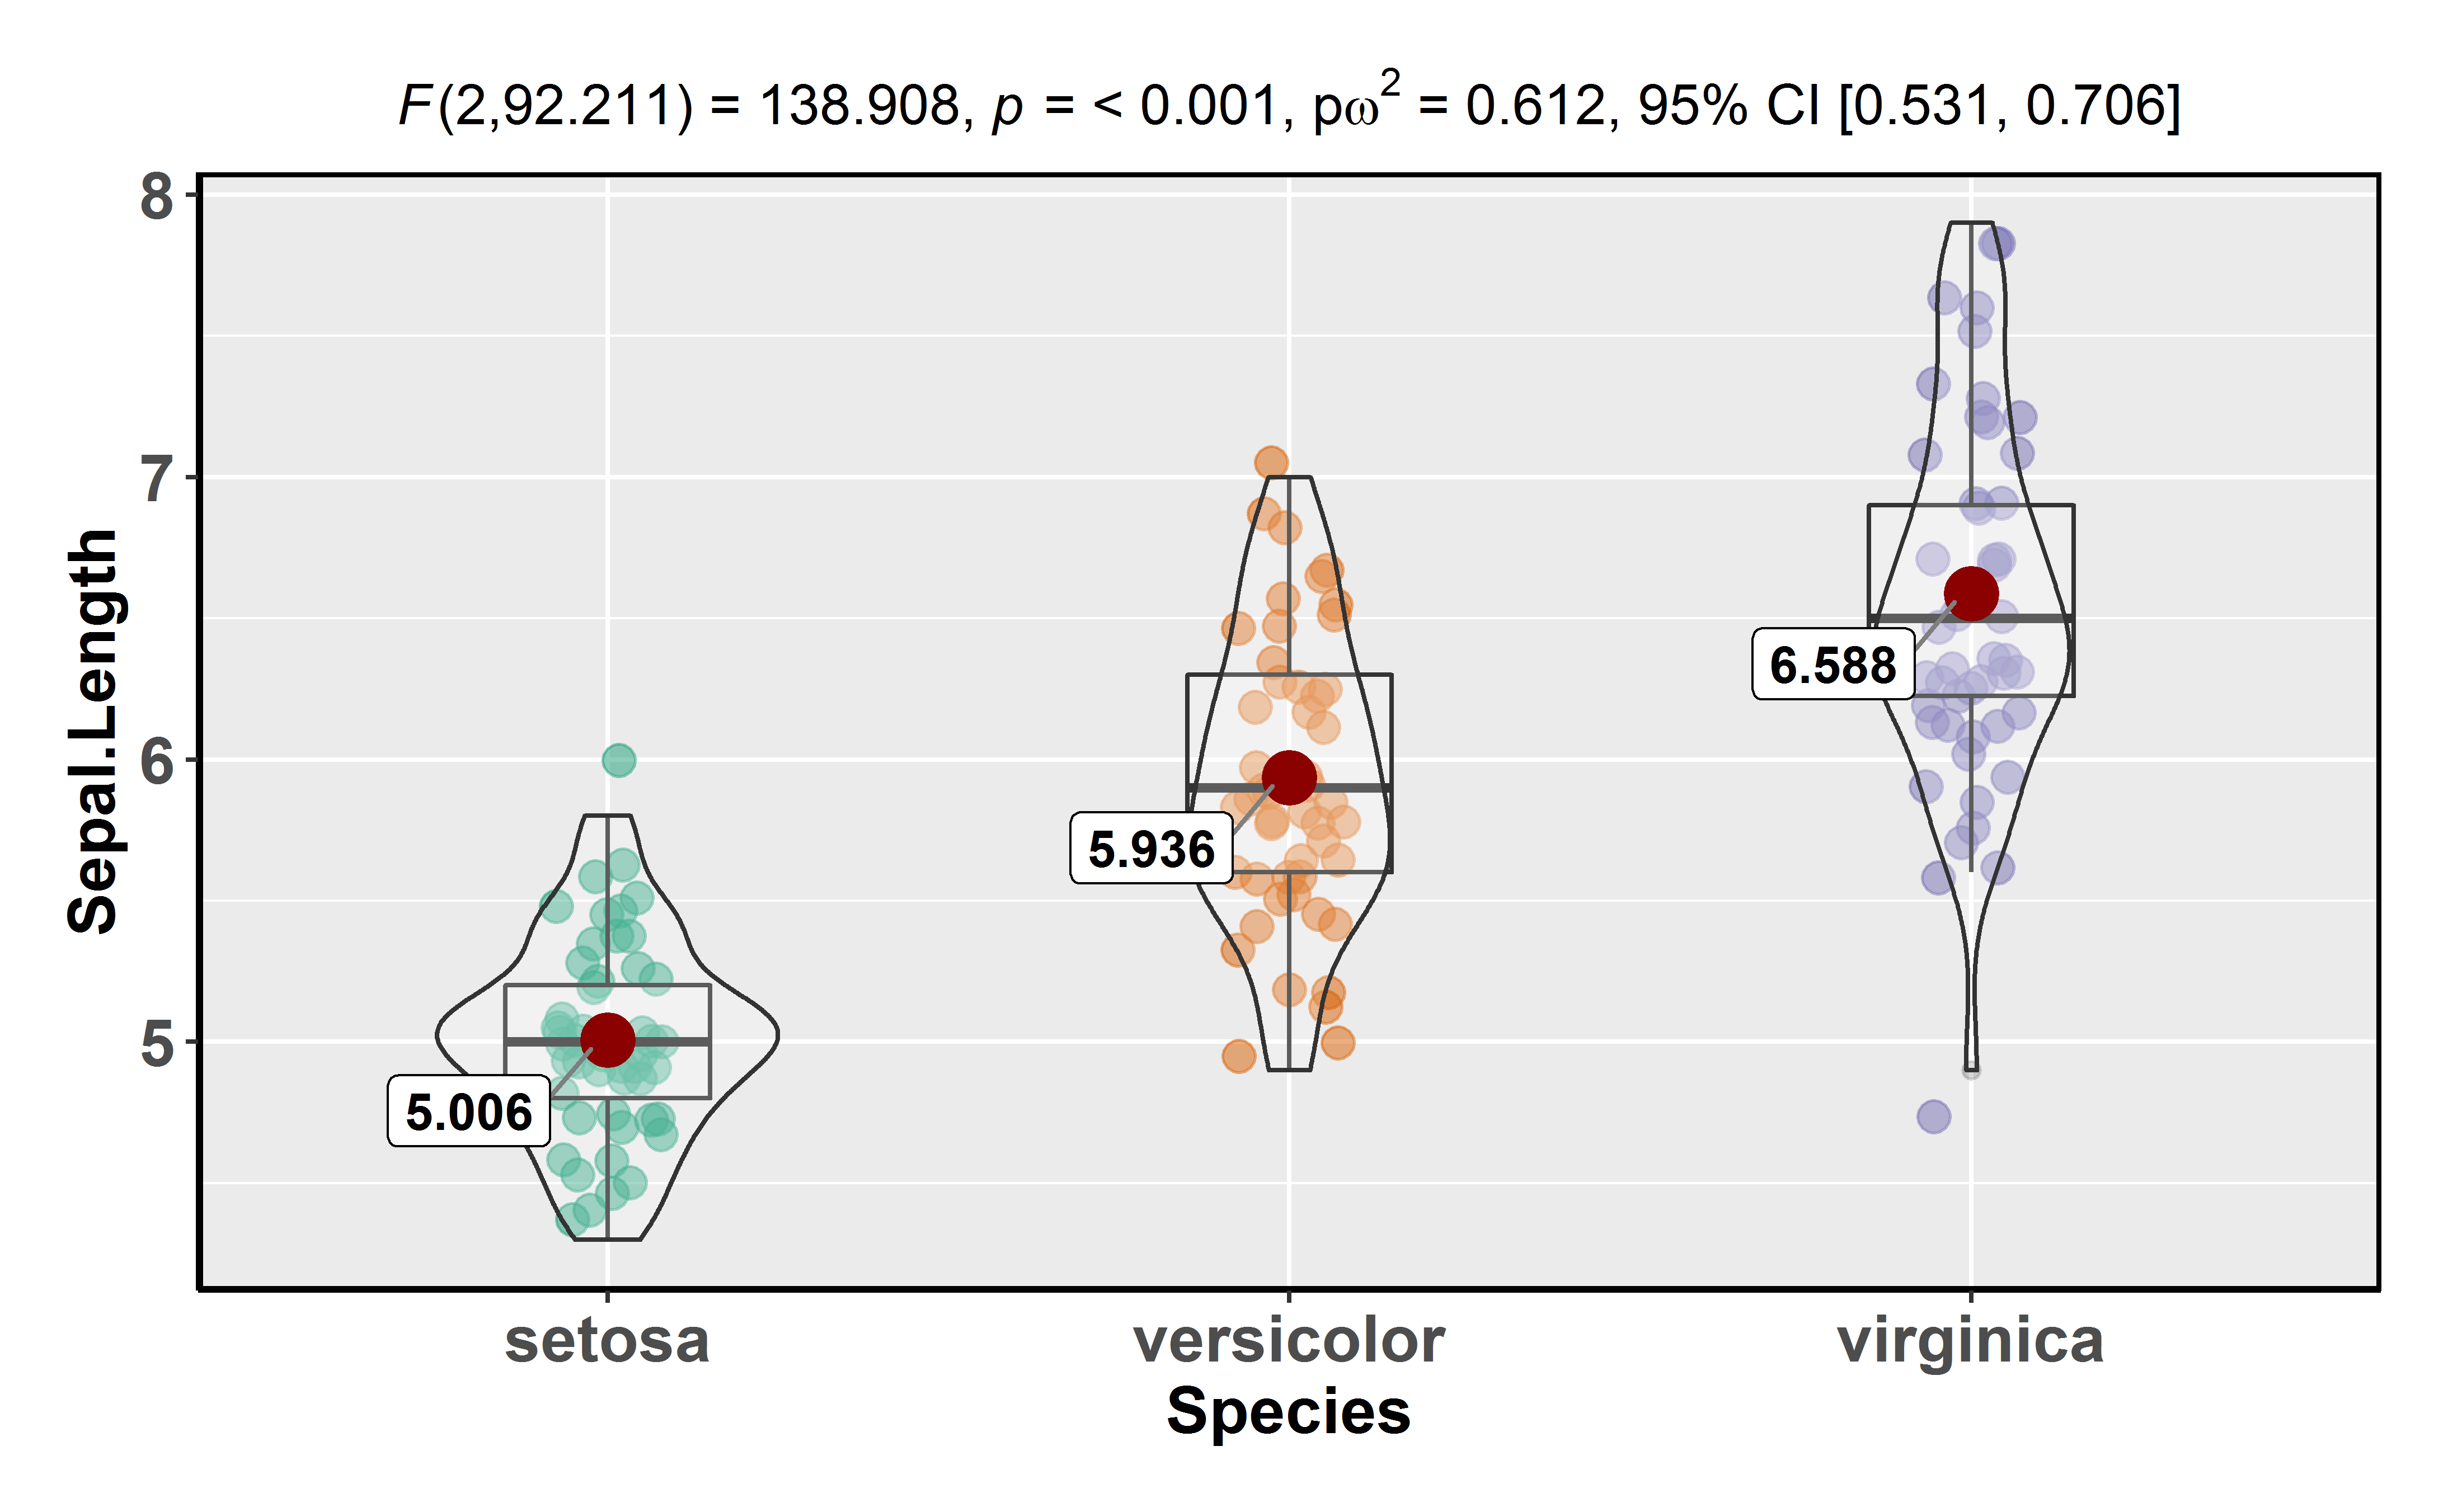 F(2,92.211) = 138.908, p = < 0.001, pω² = 0.612, 95% CI [0.531, 0.706]
8
7
6
5
Sepal.Length
6.588
5.936
5.006
setosa versicolor virginica
Species